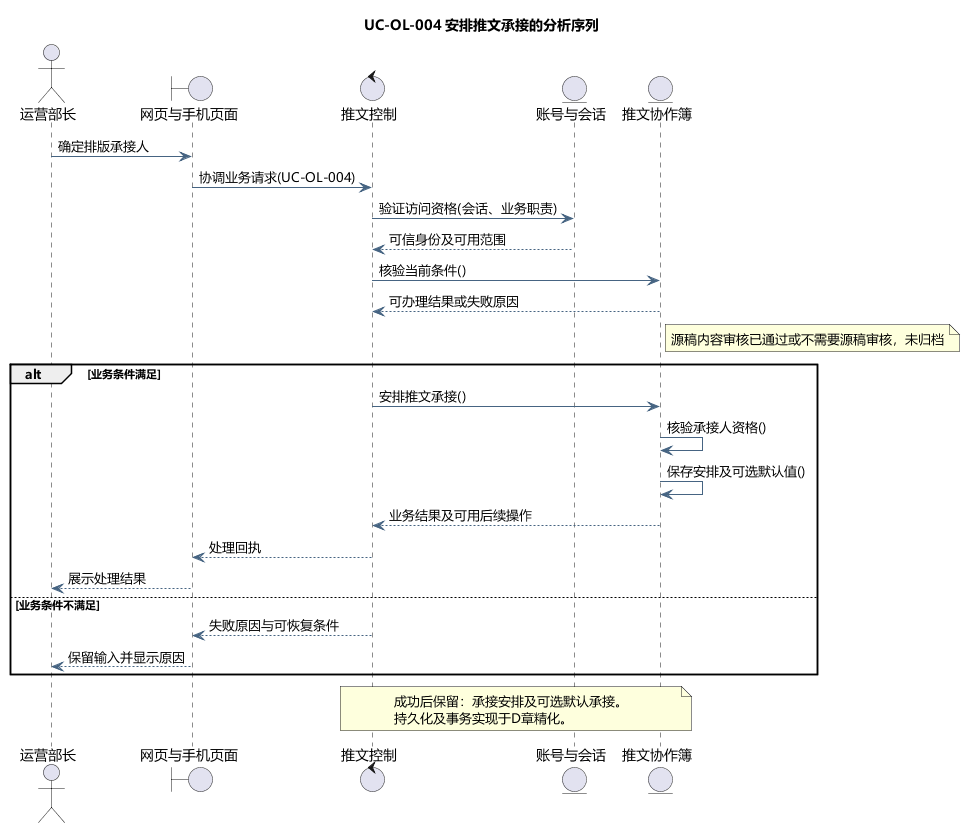 UC-OL-004 安排推文承接的分析序列
运营部长
网页与手机页面
推文控制
账号与会话
推文协作簿
确定排版承接人
协调业务请求(UC-OL-004)
验证访问资格(会话、业务职责)
可信身份及可用范围
核验当前条件()
可办理结果或失败原因
源稿内容审核已通过或不需要源稿审核，未归档
alt
[业务条件满足]
安排推文承接()
核验承接人资格()
保存安排及可选默认值()
业务结果及可用后续操作
处理回执
展示处理结果
[业务条件不满足]
失败原因与可恢复条件
保留输入并显示原因
成功后保留：承接安排及可选默认承接。
持久化及事务实现于D章精化。
运营部长
网页与手机页面
推文控制
账号与会话
推文协作簿